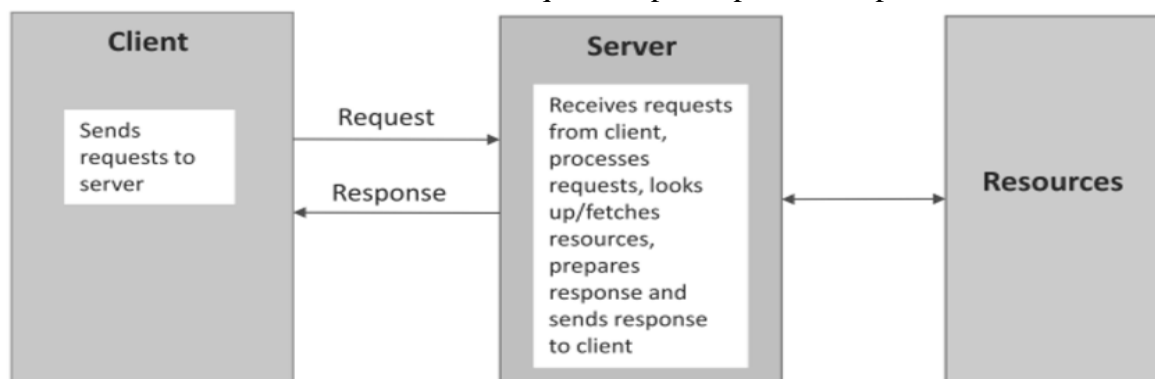 Client
Sends
requests to
server
Request
Response
Server
Receives requests
from client,
processes
requests, looks
up/fetches
resources,
prepares
response and
sends response
to client
Resources